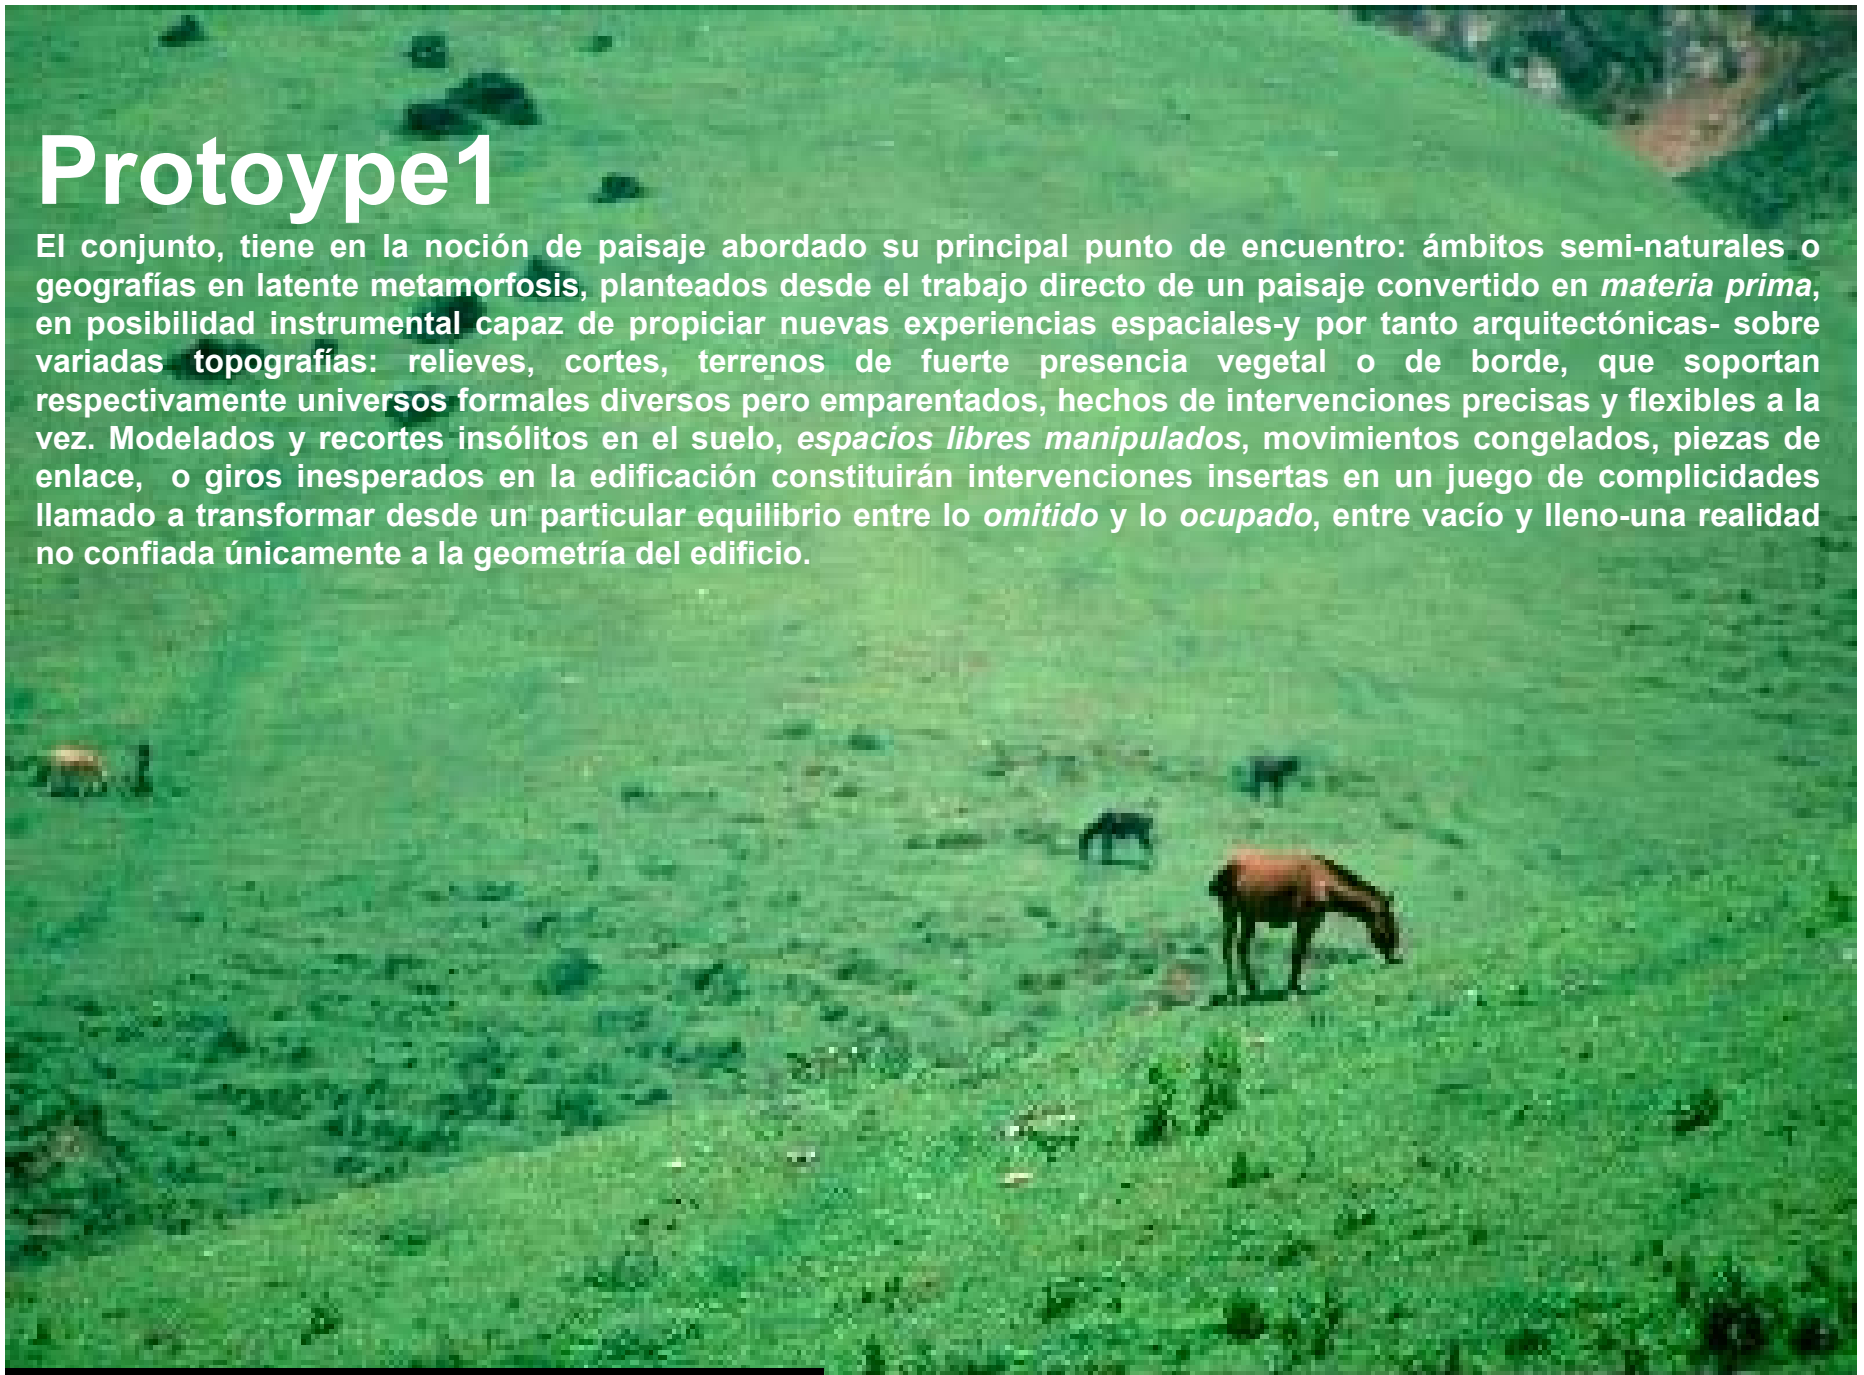 Protoype1
El conjunto, tiene en la noción de paisaje abordado su principal punto de encuentro: ámbitos semi-naturales o
geografías en latente metamorfosis, planteados desde el trabajo directo de un paisaje convertido en materia prima,
en posibilidad instrumental capaz de propiciar nuevas experiencias espaciales-y por tanto arquitectónicas- sobre
variadas topografías: relieves, cortes, terrenos de fuerte presencia vegetal o de borde, que soportan
respectivamente universos formales diversos pero emparentados, hechos de intervenciones precisas y flexibles a la
vez. Modelados y recortes insólitos en el suelo, espacios libres manipulados, movimientos congelados, piezas de
enlace,  o giros inesperados en la edificación constituirán intervenciones insertas en un juego de complicidades
llamado a transformar desde un particular equilibrio entre lo omitido y lo ocupado, entre vacío y lleno-una realidad
no confiada únicamente a la geometría del edificio.